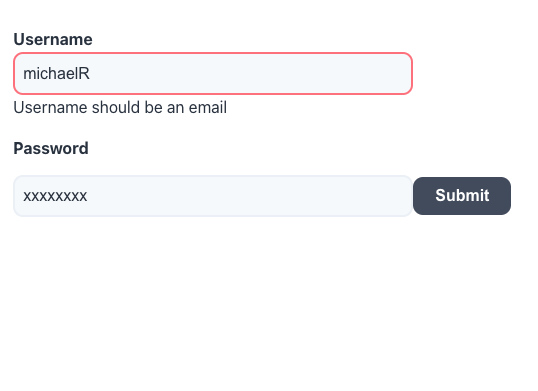 Username
michaelR
Username should be an email
Password
xxxxxxxx
Submit